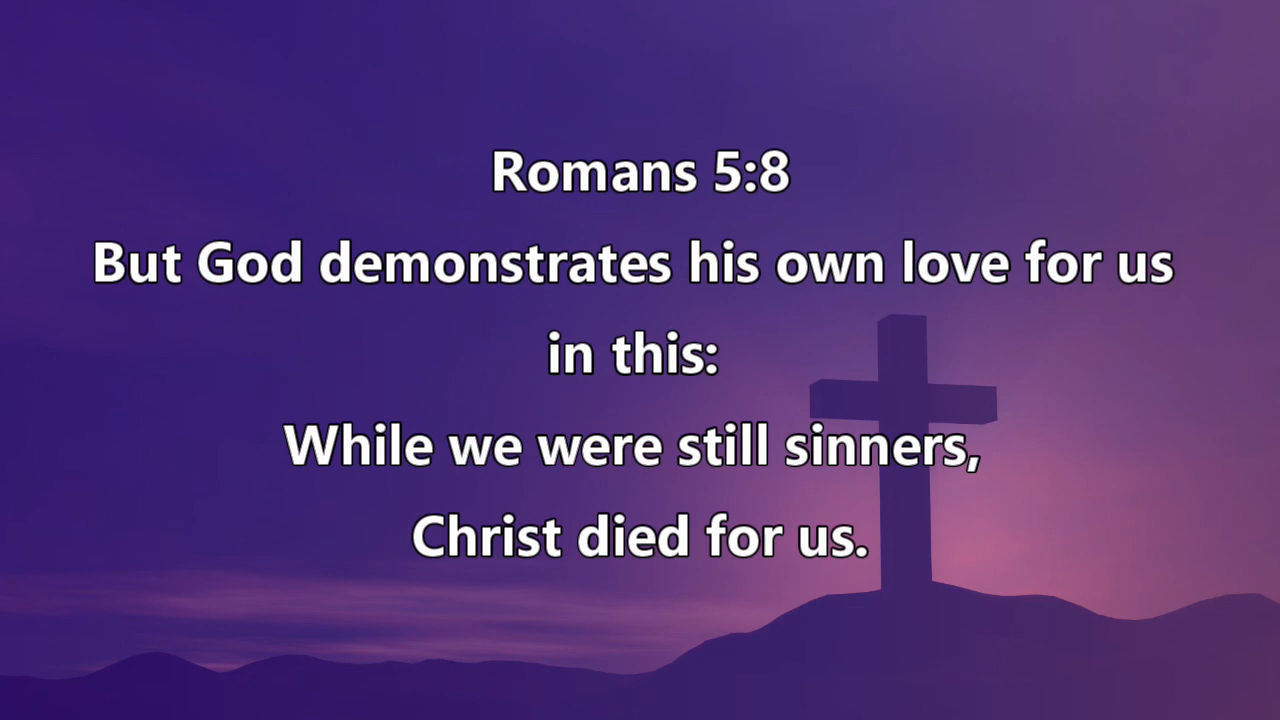 Romans 5:8
But God demonstrates his own love for us
in this:
While we were still sinners,
Christ died for us.